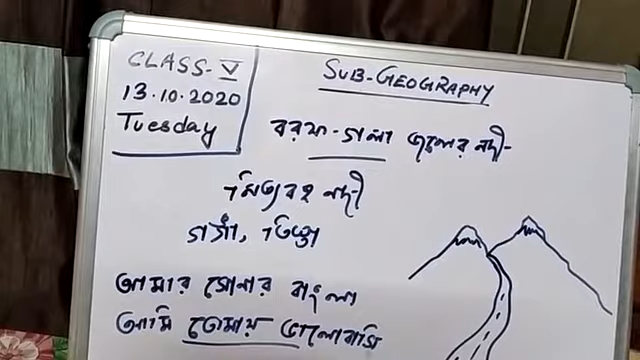 CLASS-V
13.10.2020
Tuesday
SUB-GEOGRAPHY
বরফ-গলা জলের নদী-
নিত্যবহ নদী
গঙ্গা, তিস্তা
আমার সোনার বাংলা
আমি তোমায় ভালোবাসি